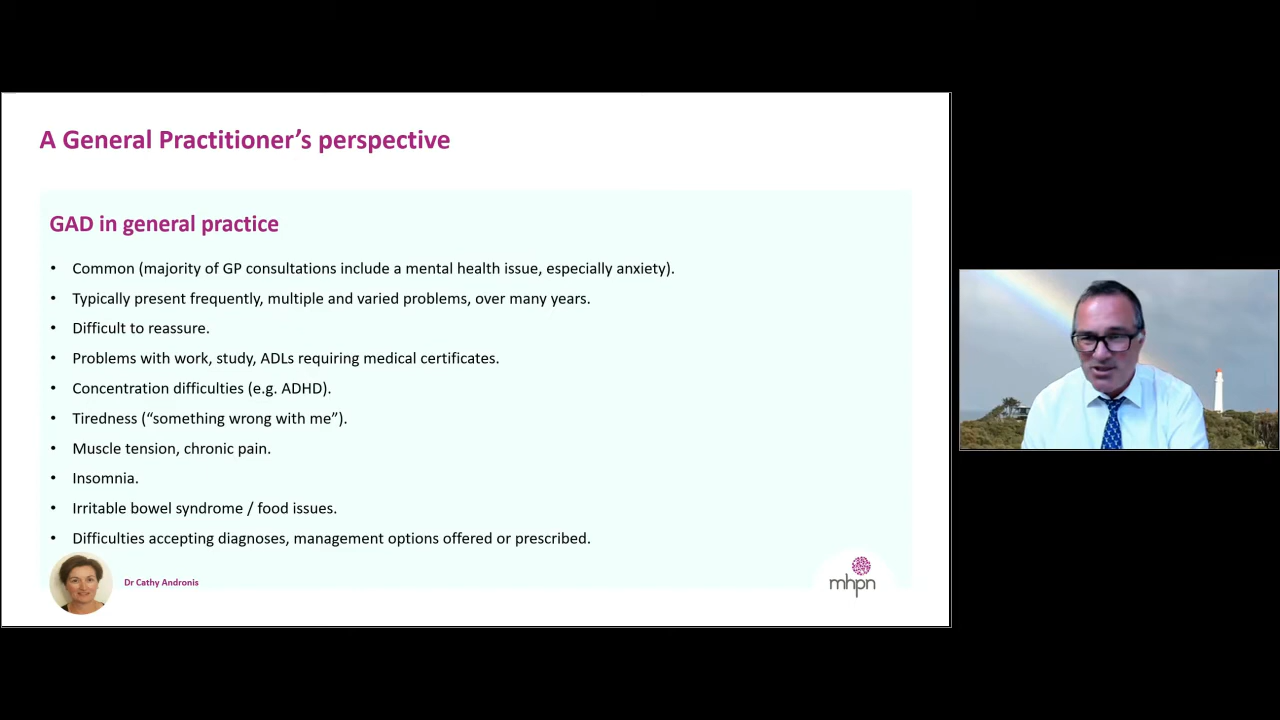 A General Practitioner’s perspective
GAD in general practice
• Common (majority of GP consultations include a mental health issue, especially anxiety).
• Typically present frequently, multiple and varied problems, over many years.
• Difficult to reassure.
• Problems with work, study, ADLs requiring medical certificates.
• Concentration difficulties (e.g. ADHD).
• Tiredness (“something wrong with me”).
• Muscle tension, chronic pain.
• Insomnia.
• Irritable bowel syndrome / food issues.
• Difficulties accepting diagnoses, management options offered or prescribed.
Dr Cathy Andronis
mhpn